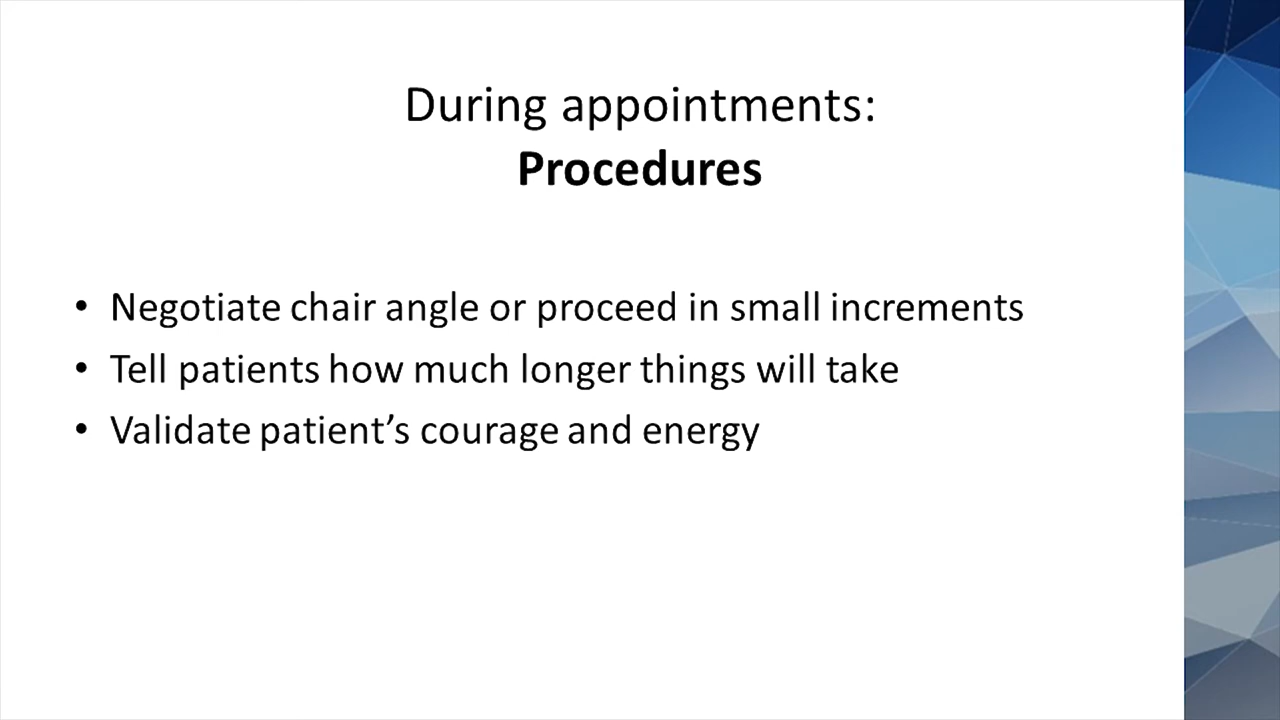 During appointments:
Procedures
• Negotiate chair angle or proceed in small increments
• Tell patients how much longer things will take
• Validate patient’s courage and energy